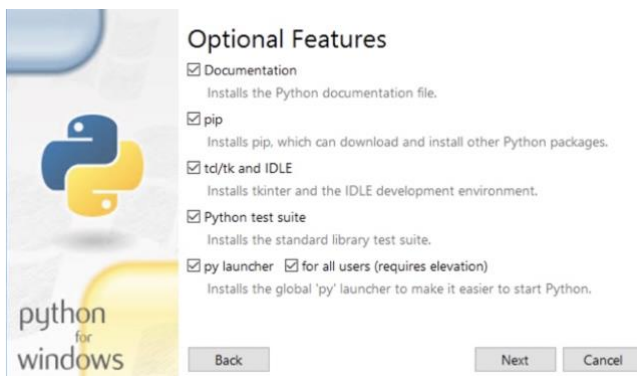 Optional Features
Documentation
Installs the Python documentation file.
pip
Installs pip, which can download and install other Python packages.
tcl/tk and IDLE
Installs tkinter and the IDLE development environment.
Python test suite
Installs the standard library test suite.
py launcher for all users (requires elevation)
Installs the global 'py' launcher to make it easier to start Python.
python
for
windows
Back Next Cancel